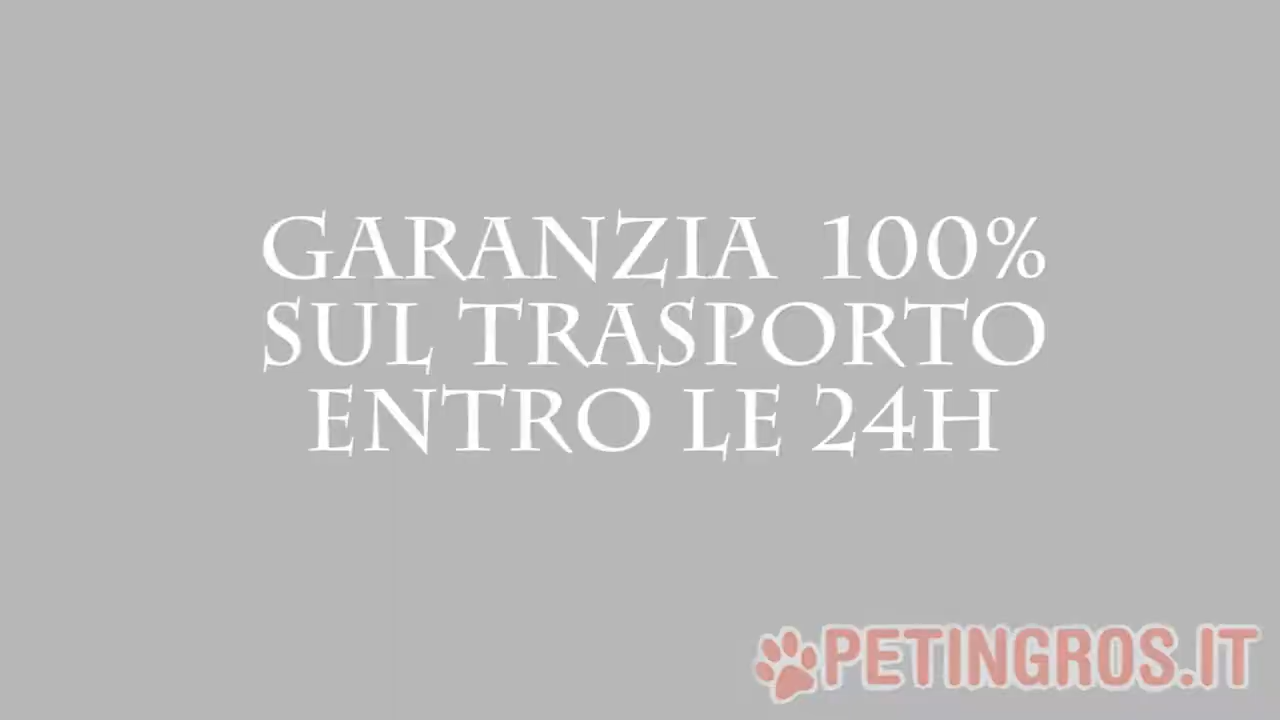 GARANZIA 100%
SUL TRASPORTO
ENTRO LE 24H
PETINGROS.IT